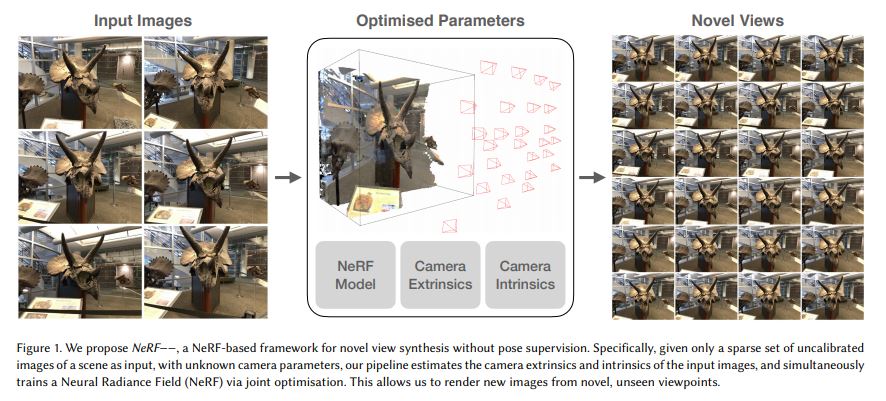 Input Images
Optimised Parameters
Novel Views
NeRF
Model
Camera
Extrinsics
Camera
Intrinsics
Figure 1. We propose NeRF−−, a NeRF-based framework for novel view synthesis without pose supervision. Specifically, given only a sparse set of uncalibrated
images of a scene as input, with unknown camera parameters, our pipeline estimates the camera extrinsics and intrinsics of the input images, and simultaneously
trains a Neural Radiance Field (NeRF) via joint optimisation. This allows us to render new images from novel, unseen viewpoints.